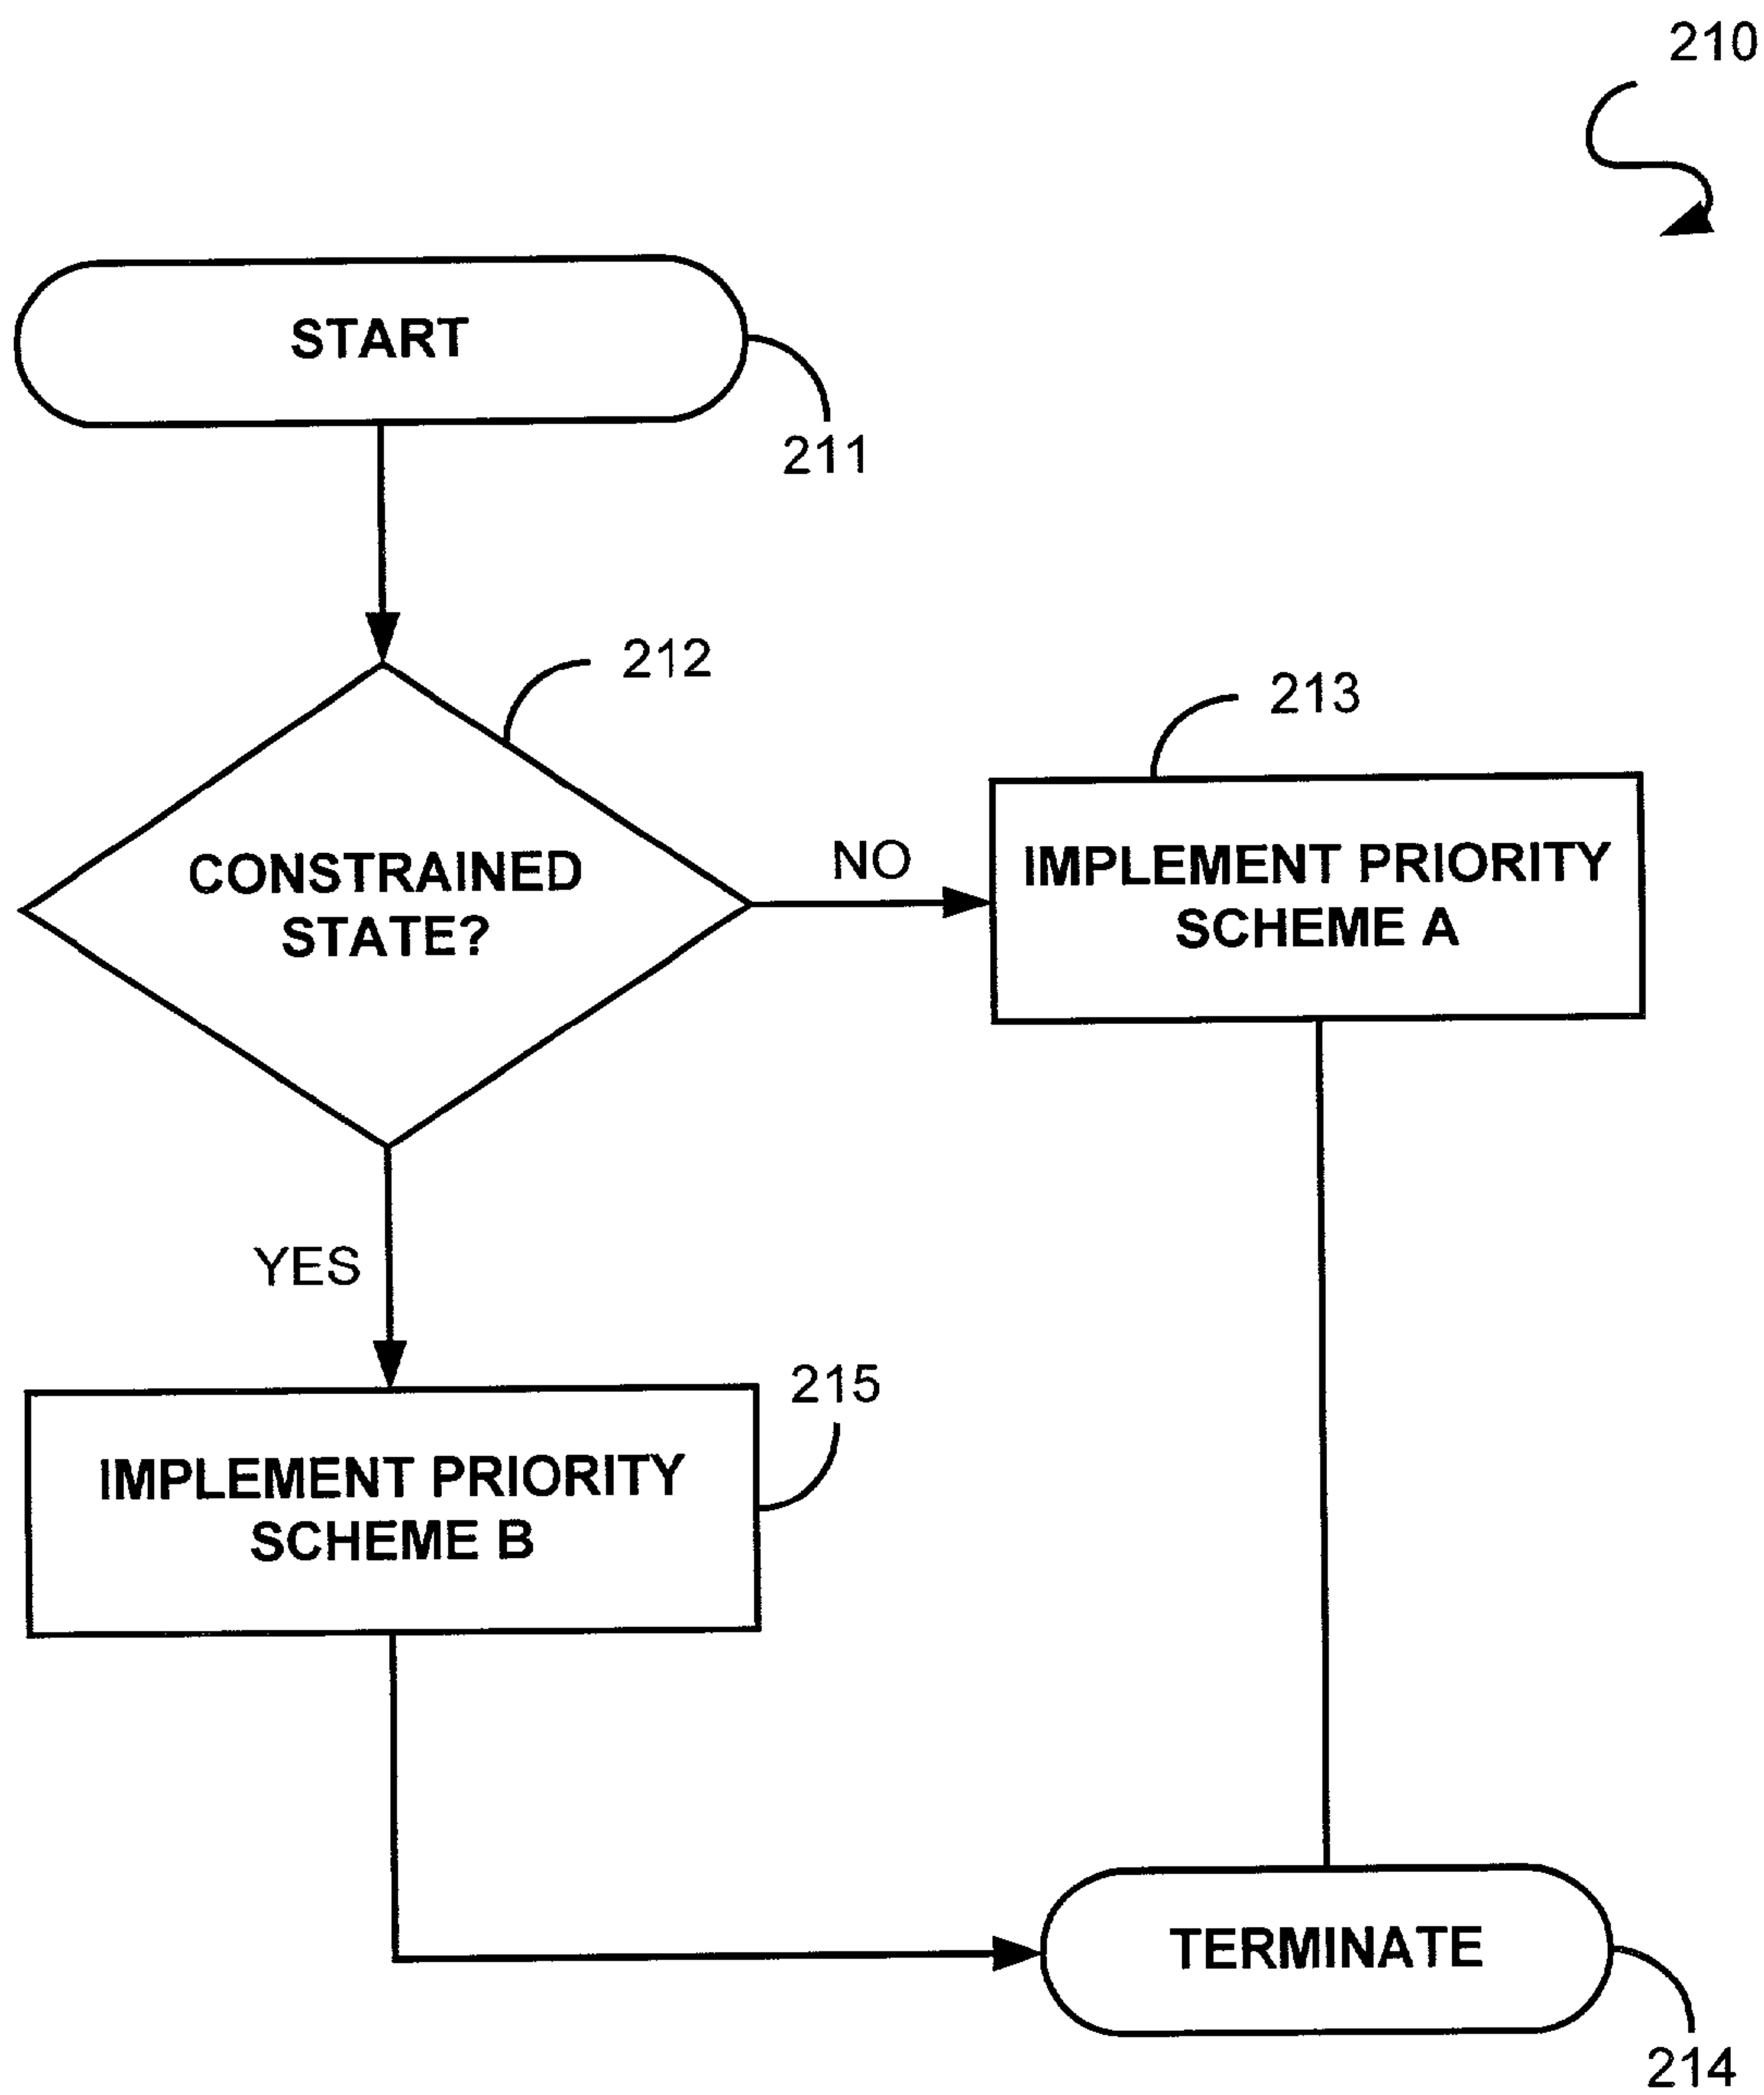 210
START
211
212
213
CONSTRAINED
STATE?
NO
IMPLEMENT PRIORITY
SCHEME A
YES
215
IMPLEMENT PRIORITY
SCHEME B
TERMINATE
214